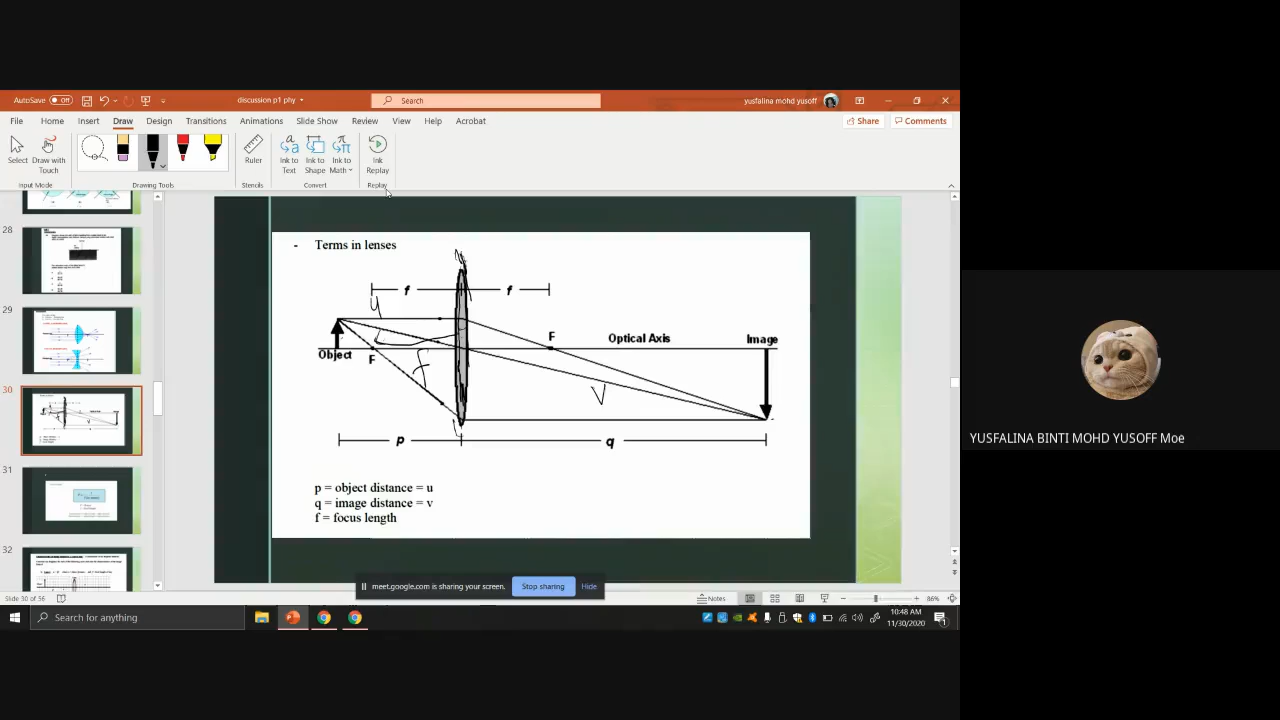 AutoSave Off discussion p1 phy Search yusfalina mohd yusoff
File Home Insert Draw Design Transitions Animations Slide Show Review View Help Acrobat Share Comments
Select Draw with Touch Ruler Ink to Text Ink to Shape Ink to Math Ink Replay
Input Mode Drawing Tools Stencils Convert Replay
28
29
30
31
32
- Terms in lenses
f f
u
F Optical Axis Image
Object F
f
v
p q
p = object distance = u
q = image distance = v
f = focus length
YUSFALINA BINTI MOHD YUSOFF Moe
meet.google.com is sharing your screen. Stop sharing Hide
Slide 30 of 56 Notes 86%
Search for anything
10:48 AM
11/30/2020
1